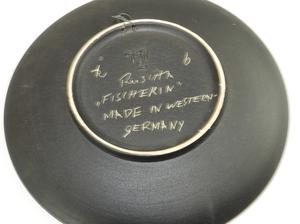 RUSCHA
„FISCHERIN"
MADE IN WESTERN-
GERMANY